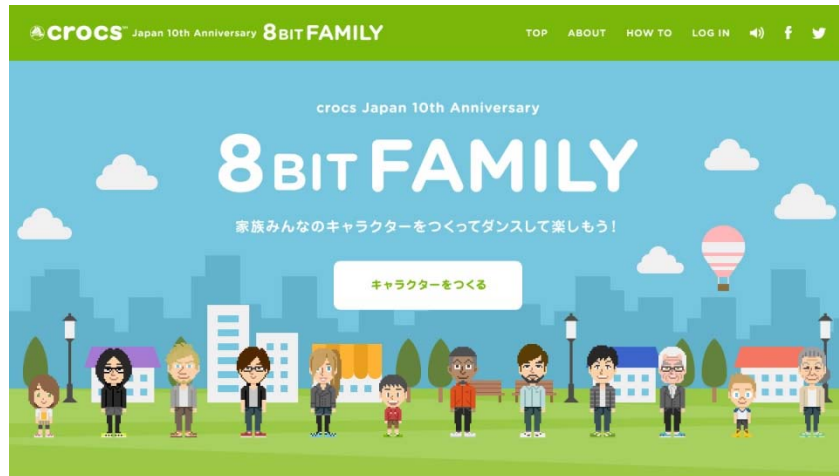 crocs™ Japan 10th Anniversary 8BIT FAMILY
TOP ABOUT HOW TO LOG IN
crocs Japan 10th Anniversary
8BIT FAMILY
家族みんなのキャラクターをつくってダンスして楽しもう!
キャラクターをつくる